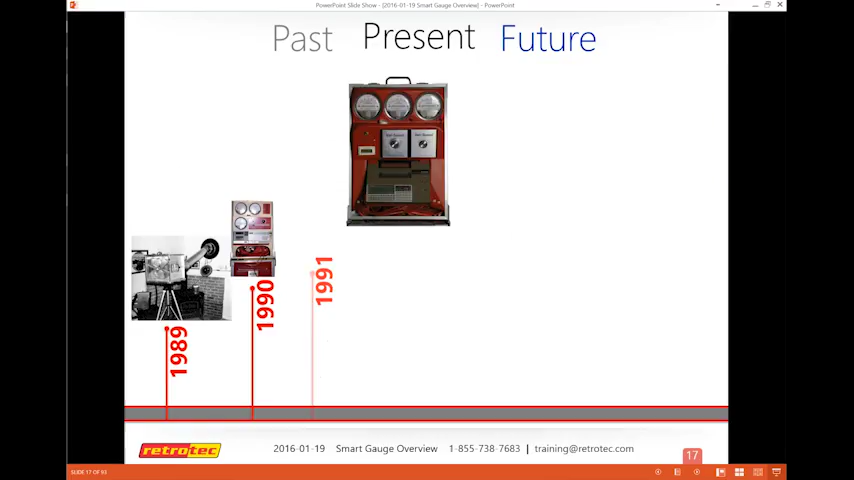 PowerPoint Slide Show - [2016-01-19 Smart Gauge Overview] - PowerPoint
Past Present Future
1989
1990
1991
retrotec
2016-01-19 Smart Gauge Overview 1-855-738-7683 | training@retrotec.com
17
SLIDE 17 OF 93